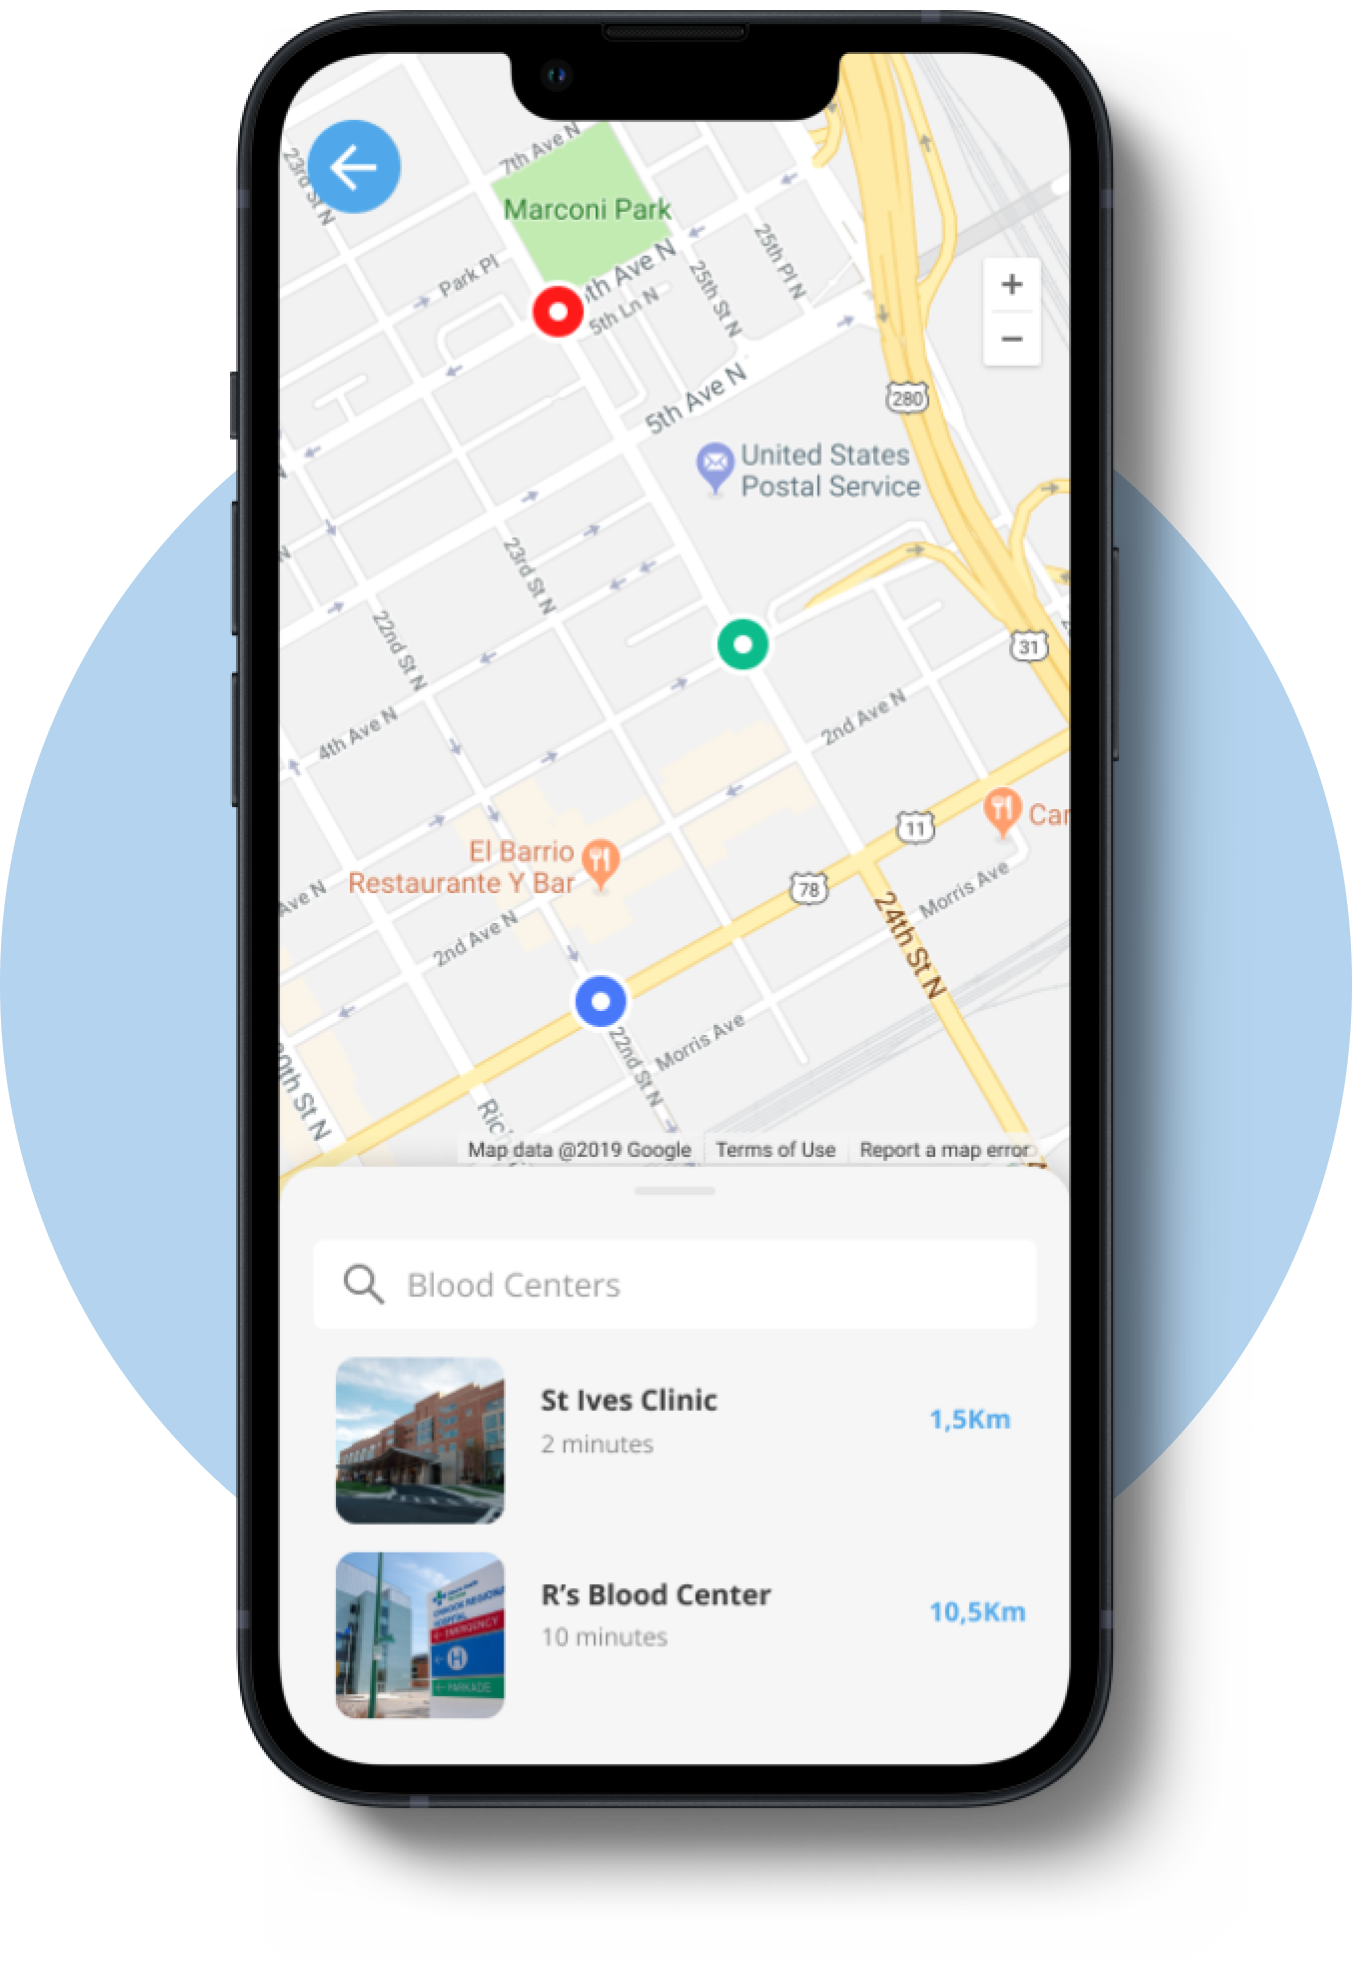 7th Ave N
23rd St N
Marconi Park
25th Pl N
Park Pl
th Ave N
25th St N
5th Ln N
5th Ave N
280
United States
Postal Service
23rd St N
22nd St N
31
4th Ave N
2nd Ave N
11
Car
El Barrio
Restaurante Y Bar
78
Ave N
2nd Ave N
24th St N
Morris Ave
22nd St N
Morris Ave
0th St N
Ric
Map data @2019 Google
Terms of Use
Report a map error
Blood Centers
St Ives Clinic
2 minutes
1,5Km
R's Blood Center
10 minutes
10,5Km
REGIONAL
HOSPITAL
EMERGENCY
H
PARKADE